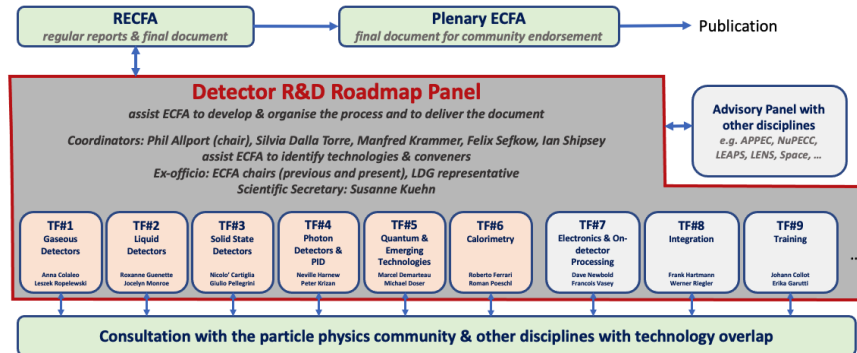 RECFA
regular reports & final document
Plenary ECFA
final document for community endorsement
Publication
Detector R&D Roadmap Panel
assist ECFA to develop & organise the process and to deliver the document
Coordinators: Phil Allport (chair), Silvia Dalla Torre, Manfred Krammer, Felix Sefkow, Ian Shipsey
assist ECFA to identify technologies & conveners
Ex-officio: ECFA chairs (previous and present), LDG representative
Scientific Secretary: Susanne Kuehn
Advisory Panel with
other disciplines
e.g. APPEC, NuPECC,
LEAPS, LENS, Space, …
TF#1
Gaseous
Detectors
Anna Colaleo
Leszek Ropelewski
TF#2
Liquid
Detectors
Roxanne Guenette
Jocelyn Monroe
TF#3
Solid State
Detectors
Nicolo' Cartiglia
Giulio Pellegrini
TF#4
Photon
Detectors &
PID
Neville Harnew
Peter Krizan
TF#5
Quantum &
Emerging
Technologies
Marcel Demarteau
Michael Doser
TF#6
Calorimetry
Roberto Ferrari
Roman Poeschl
TF#7
Electronics & On-
detector
Processing
Dave Newbold
Francois Vasey
TF#8
Integration
Frank Hartmann
Werner Riegler
TF#9
Training
Johann Collot
Erika Garutti
...
Consultation with the particle physics community & other disciplines with technology overlap